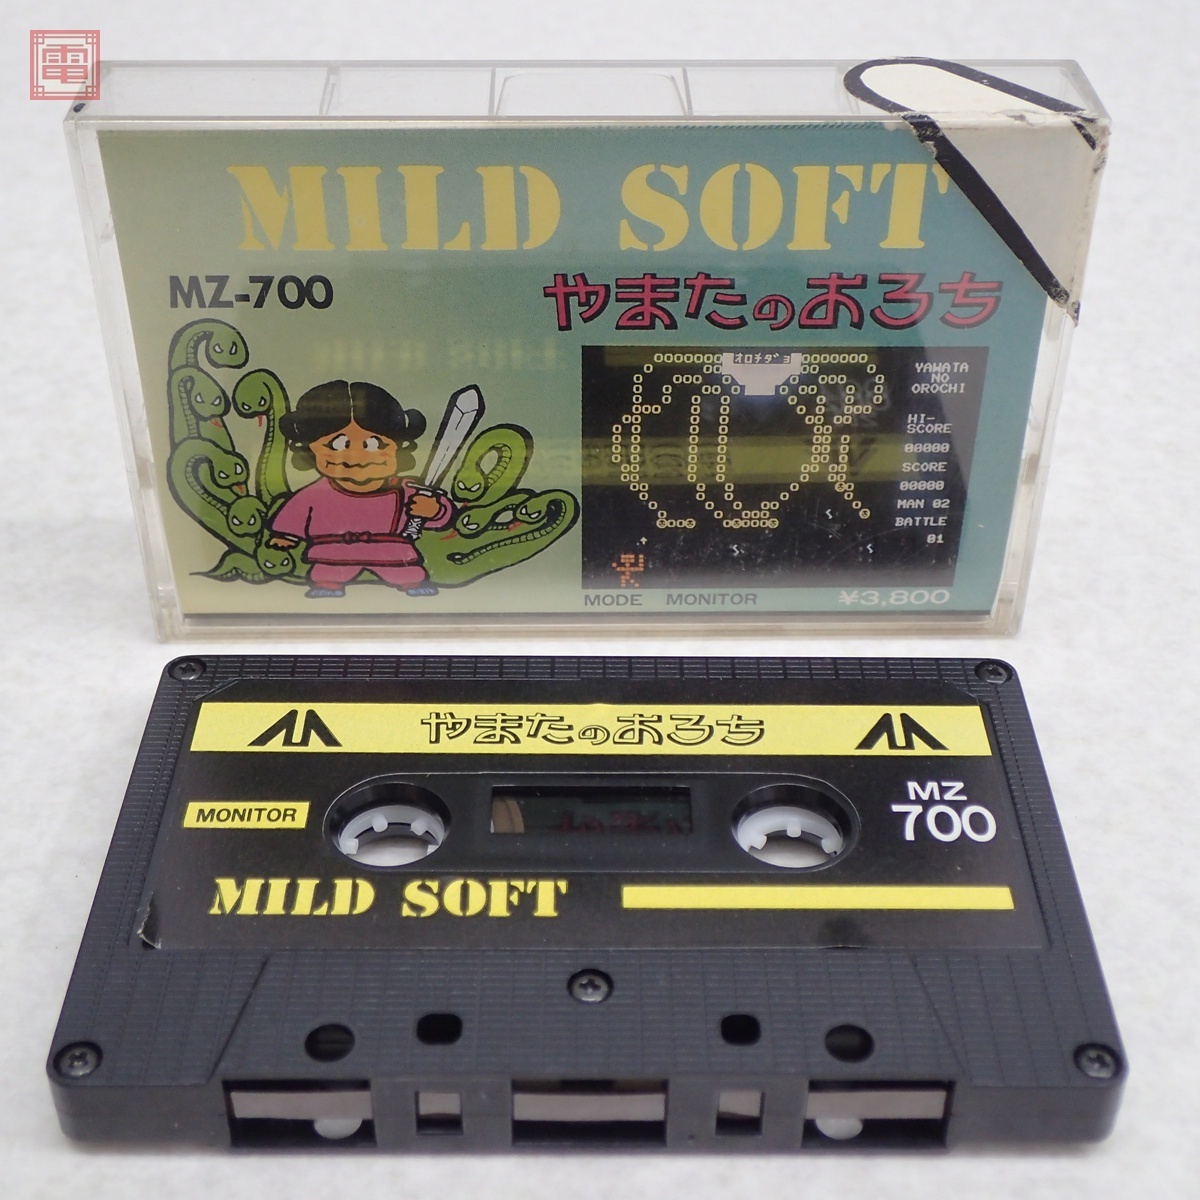 電
MILD SOFT
MZ-700
やまたのおろち
オロチダヨ
YAWATA
NO
OROCHI
HI-
SCORE
00000
SCORE
00000
MAN 02
BATTLE
01
MODE MONITOR
¥3,800
やまたのおろち
MONITOR
MZ
700
MILD SOFT